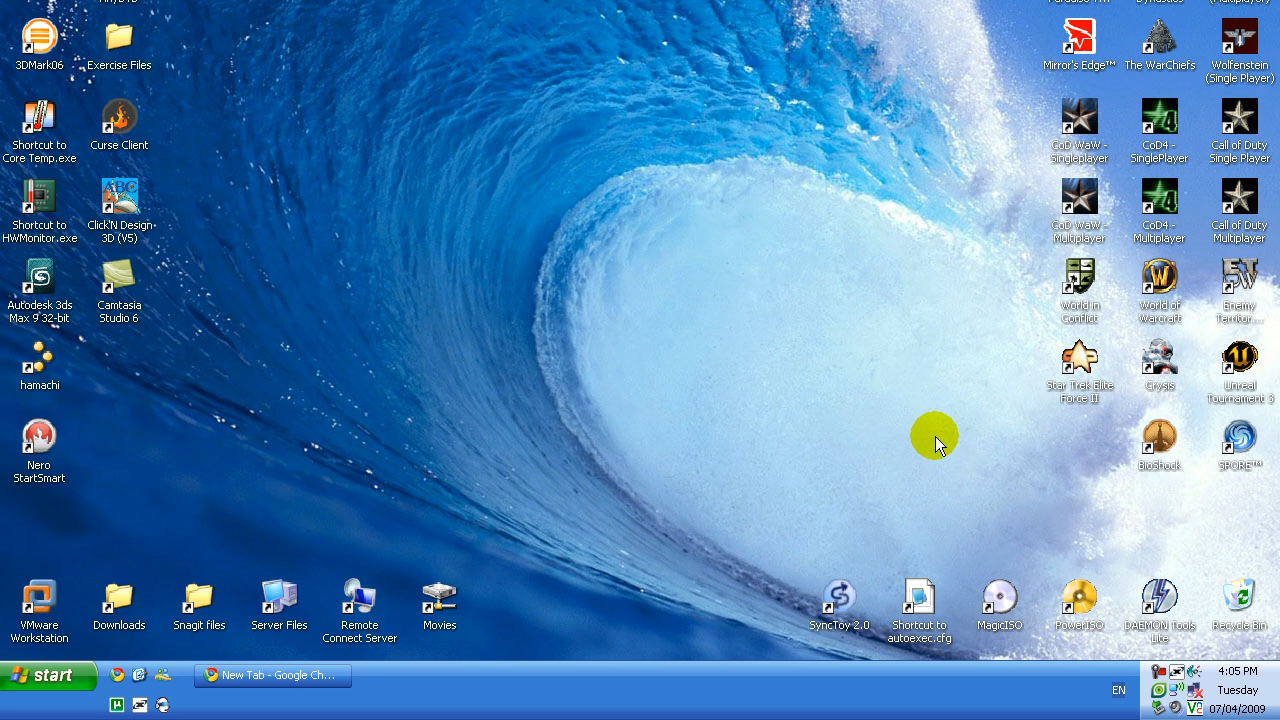 3DMark06
Exercise Files
Mirror's Edge™
The WarChiefs
Wolfenstein
(Single Player)
Shortcut to
Core Temp.exe
Curse Client
CoD WaW -
Singleplayer
CoD4 -
SinglePlayer
Call of Duty
Single Player
Shortcut to
HWMonitor.exe
Click'N Design
3D (V5)
CoD WaW -
Multiplayer
CoD4 -
Multiplayer
Call of Duty
Multiplayer
Autodesk 3ds
Max 9 32-bit
Camtasia
Studio 6
World in
Conflict
World of
Warcraft
Enemy
Territor...
hamachi
Star Trek Elite
Force II
Crysis
Unreal
Tournament 3
Nero
StartSmart
BioShock
SPORE™
VMware
Workstation
Downloads
Snagit files
Server Files
Remote
Connect Server
Movies
SyncToy 2.0
Shortcut to
autoexec.cfg
MagicISO
PowerISO
DAEMON Tools
Lite
Recycle Bin
start
New Tab - Google Ch...
EN
4:05 PM
Tuesday
07/04/2009